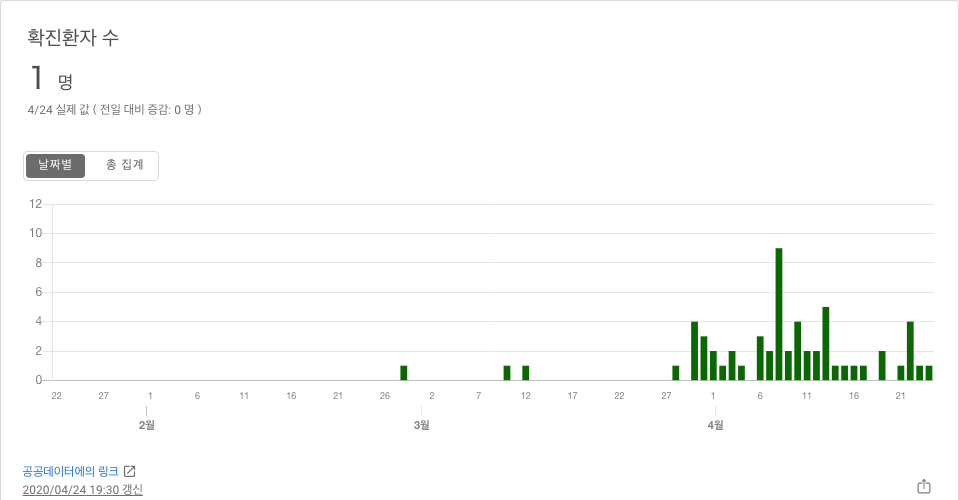 확진환자 수
1 명
4/24 실제 값 ( 전일 대비 증감: 0 명 )
날짜별 총 집계
12
10
8
6
4
2
0
22 27 1 6 11 16 21 26 2 7 12 17 22 27 1 6 11 16 21
2월 3월 4월
공공데이터에의 링크
2020/04/24 19:30 갱신